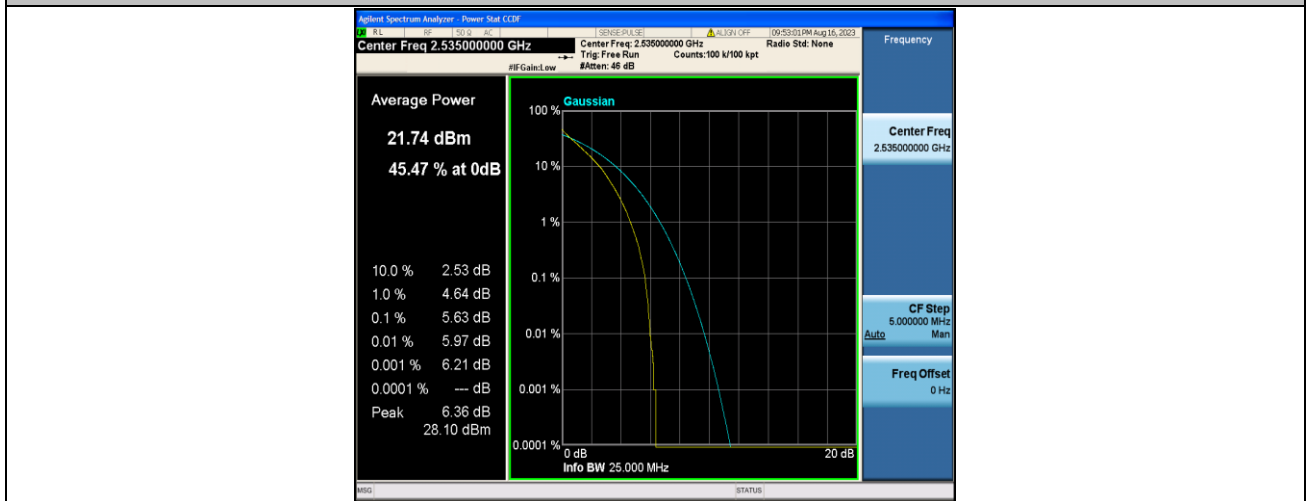 Agilent Spectrum Analyzer - Power Stat CCDF
RL RF 50 Ω AC SENSE:PULSE ALIGN OFF 09:53:01 PM Aug 16, 2023
Center Freq 2.535000000 GHz
Center Freq: 2.535000000 GHz Radio Std: None
Trig: Free Run Counts:100 k/100 kpt
#IFGain:Low #Atten: 46 dB
Frequency
Average Power
21.74 dBm
45.47 % at 0dB
10.0 % 2.53 dB
1.0 % 4.64 dB
0.1 % 5.63 dB
0.01 % 5.97 dB
0.001 % 6.21 dB
0.0001 % --- dB
Peak 6.36 dB
28.10 dBm
Gaussian
100 %
10 %
1 %
0.1 %
0.01 %
0.001 %
0.0001 %
0 dB 20 dB
Info BW 25.000 MHz
Center Freq
2.535000000 GHz
CF Step
5.000000 MHz
Auto Man
Freq Offset
0 Hz
MSG STATUS